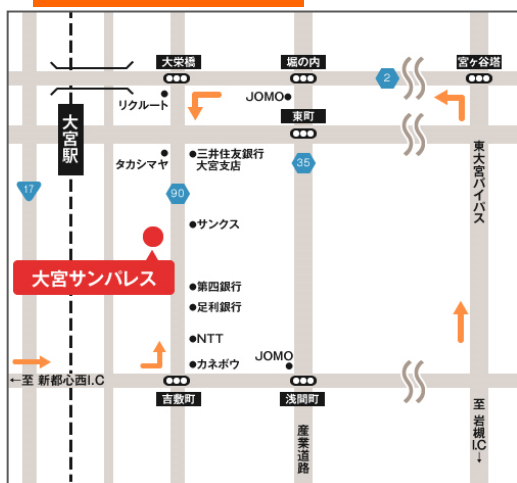 大栄橋
堀の内
宮ヶ谷塔
2
リクルート
JOMO
東町
大宮駅
タカシマヤ
三井住友銀行
大宮支店
35
17
90
東大宮バイパス
サンクス
大宮サンパレス
第四銀行
足利銀行
NTT
JOMO
カネボウ
←至 新都心西I.C
吉敷町
浅間町
産業道路
至 岩槻I.C→